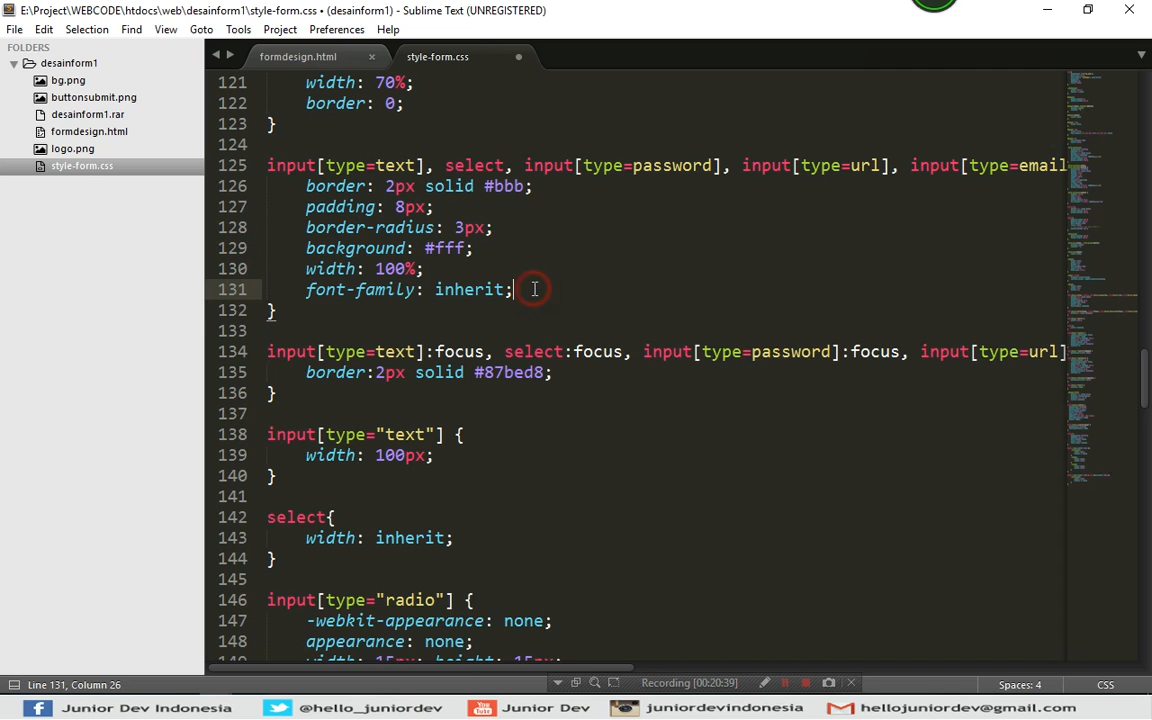 E:\Project\WEBCODE\htdocs\web\desainform1\style-form.css • (desainform1) - Sublime Text (UNREGISTERED)
File Edit Selection Find View Goto Tools Project Preferences Help
FOLDERS
desainform1
bg.png
buttonsubmit.png
desainform1.rar
formdesign.html
logo.png
style-form.css
formdesign.html × style-form.css
121 width: 70%;
122 border: 0;
123 }
124
125 input[type=text], select, input[type=password], input[type=url], input[type=email
126 border: 2px solid #bbb;
127 padding: 8px;
128 border-radius: 3px;
129 background: #fff;
130 width: 100%;
131 font-family: inherit;
132 }
133
134 input[type=text]:focus, select:focus, input[type=password]:focus, input[type=url]
135 border:2px solid #87bed8;
136 }
137
138 input[type="text"] {
139 width: 100px;
140 }
141
142 select{
143 width: inherit;
144 }
145
146 input[type="radio"] {
147 -webkit-appearance: none;
148 appearance: none;
149 width: 15px; height: 15px;
Line 131, Column 26
Recording [00:20:39]
Spaces: 4 CSS
Junior Dev Indonesia @hello_juniordev You Tube Junior Dev juniordevindonesia hellojuniordev@gmail.com